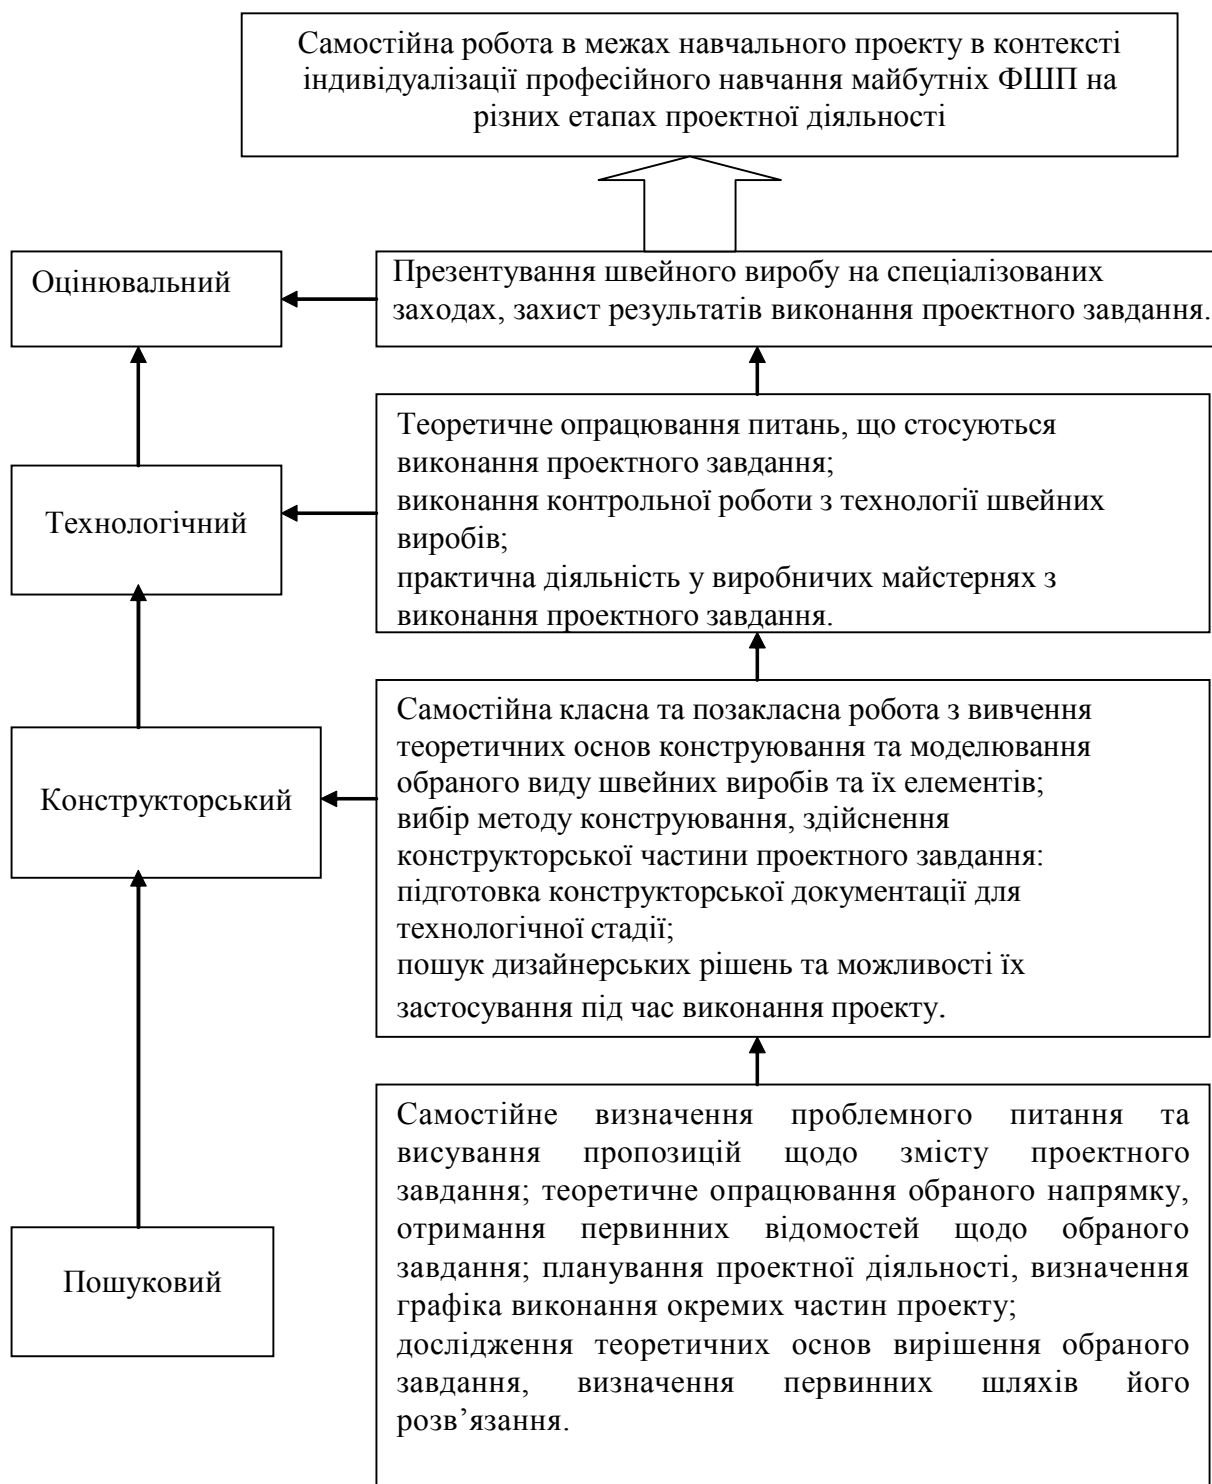 Самостійна робота в межах навчального проекту в контексті
індивідуалізації професійного навчання майбутніх ФШП на
різних етапах проектної діяльності
Оцінювальний
Презентування швейного виробу на спеціалізованих
заходах, захист результатів виконання проектного завдання.
Технологічний
Теоретичне опрацювання питань, що стосуються
виконання проектного завдання;
виконання контрольної роботи з технології швейних
виробів;
практична діяльність у виробничих майстернях з
виконання проектного завдання.
Конструкторський
Самостійна класна та позакласна робота з вивчення
теоретичних основ конструювання та моделювання
обраного виду швейних виробів та їх елементів;
вибір методу конструювання, здійснення
конструкторської частини проектного завдання:
підготовка конструкторської документації для
технологічної стадії;
пошук дизайнерських рішень та можливості їх
застосування під час виконання проекту.
Пошуковий
Самостійне визначення проблемного питання та
висування пропозицій щодо змісту проектного
завдання; теоретичне опрацювання обраного напрямку,
отримання первинних відомостей щодо обраного
завдання; планування проектної діяльності, визначення
графіка виконання окремих частин проекту;
дослідження теоретичних основ вирішення обраного
завдання, визначення первинних шляхів його
розв’язання.